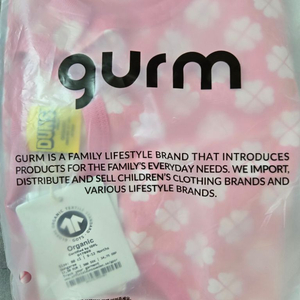 gurm
GURM IS A FAMILY LIFESTYLE BRAND THAT INTRODUCES
PRODUCTS FOR THE FAMILY'S EVERYDAY NEEDS. WE IMPORT,
DISTRIBUTE AND SELL CHILDREN'S CLOTHING BRANDS AND
VARIOUS LIFESTYLE BRANDS.
Organic